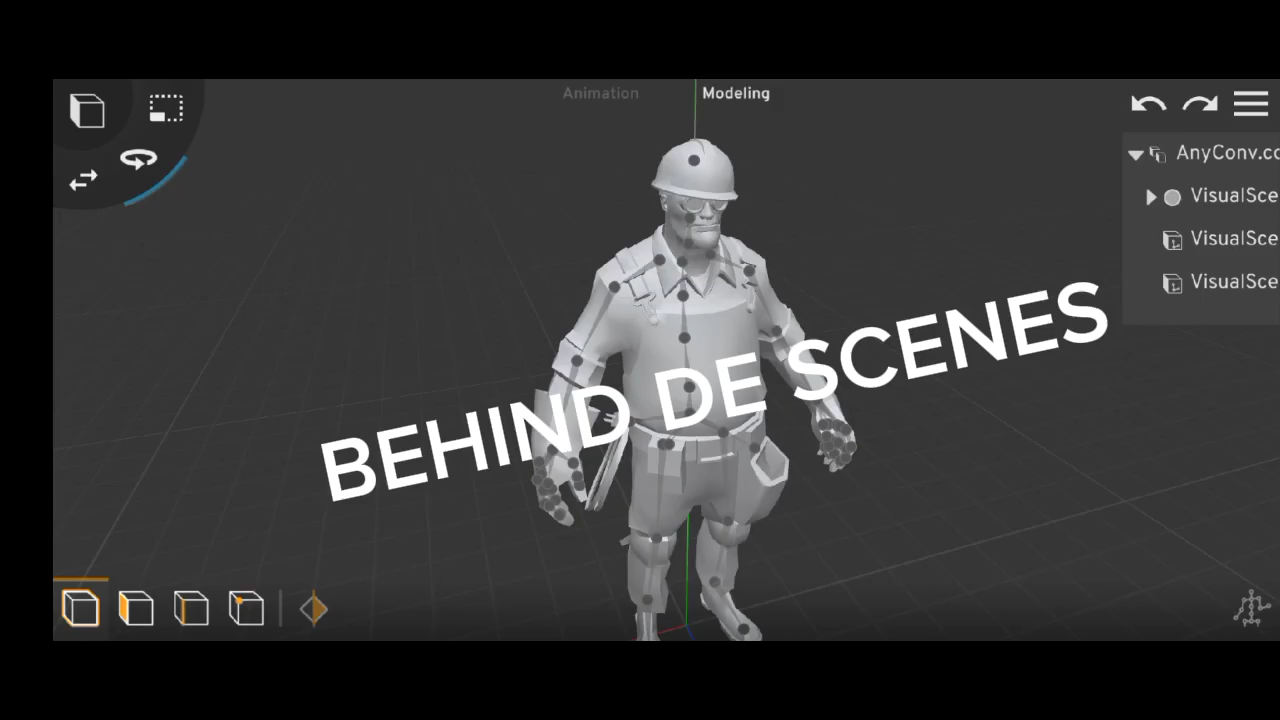 Animation
Modeling
AnyConv.co
VisualSce
VisualSce
VisualSce
BEHIND DE SCENES